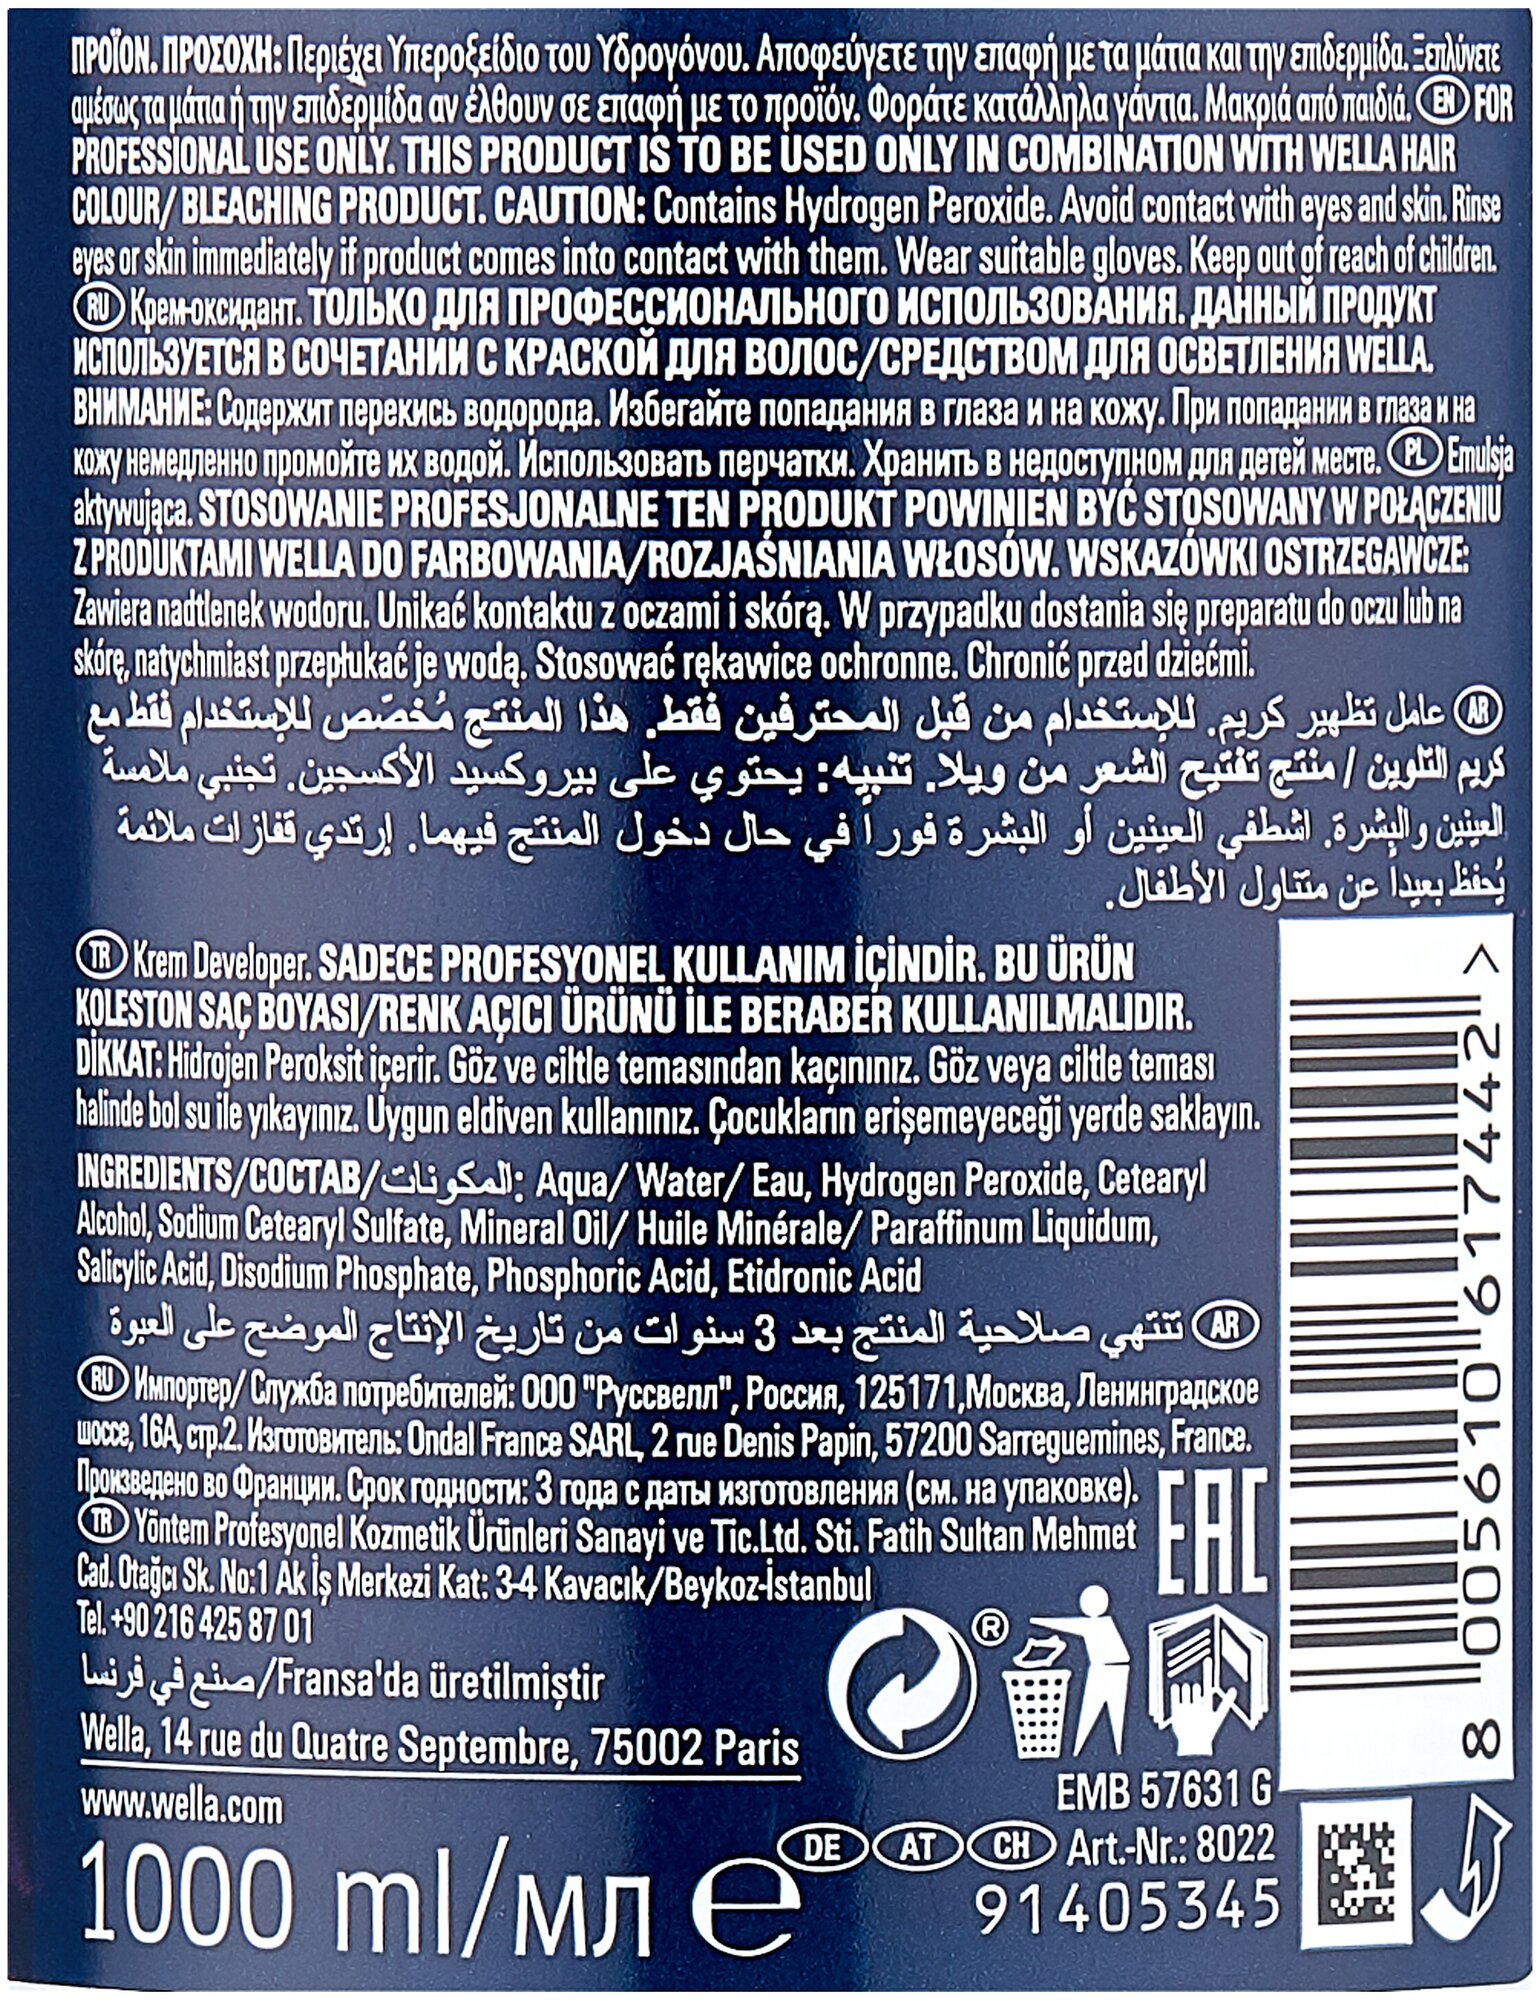 ΠΡΟΪΟΝ. ΠΡΟΣΟΧΗ: Περιέχει Υπεροξείδιο του Υδρογόνου. Αποφεύγετε την επαφή με τα μάτια και την επιδερμίδα. Ξεπλύνετε
αμέσως τα μάτια ή την επιδερμίδα αν έλθουν σε επαφή με το προϊόν. Φοράτε κατάλληλα γάντια. Μακριά από παιδιά. EN FOR
PROFESSIONAL USE ONLY. THIS PRODUCT IS TO BE USED ONLY IN COMBINATION WITH WELLA HAIR
COLOUR/ BLEACHING PRODUCT. CAUTION: Contains Hydrogen Peroxide. Avoid contact with eyes and skin. Rinse
eyes or skin immediately if product comes into contact with them. Wear suitable gloves. Keep out of reach of children.
RU Крем-оксидант. ТОЛЬКО ДЛЯ ПРОФЕССИОНАЛЬНОГО ИСПОЛЬЗОВАНИЯ. ДАННЫЙ ПРОДУКТ
ИСПОЛЬЗУЕТСЯ В СОЧЕТАНИИ С КРАСКОЙ ДЛЯ ВОЛОС/СРЕДСТВОМ ДЛЯ ОСВЕТЛЕНИЯ WELLA.
ВНИМАНИЕ: Содержит перекись водорода. Избегайте попадания в глаза и на кожу. При попадании в глаза и на
кожу немедленно промойте их водой. Использовать перчатки. Хранить в недоступном для детей месте. PL Emulsja
aktywująca. STOSOWANIE PROFESJONALNE TEN PRODUKT POWINIEN BYĆ STOSOWANY W POŁĄCZENIU
Z PRODUKTAMI WELLA DO FARBOWANIA/ROZJAŚNIANIA WŁOSÓW. WSKAZÓWKI OSTRZEGAWCZE:
Zawiera nadtlenek wodoru. Unikać kontaktu z oczami i skórą. W przypadku dostania się preparatu do oczu lub na
skórę, natychmiast przepłukać je wodą. Stosować rękawice ochronne. Chronić przed dziećmi.
AR عامل تظهير كريم. للإستخدام من قبل المحترفين فقط. هذا المنتج مُخصّص للإستخدام فقط مع
كريم التلوين / منتج تفتيح الشعر من ويلا. تنبيه: يحتوي على بيروكسيد الأكسجين. تجنبي ملامسة
العينين والبشرة. اشطفي العينين أو البشرة فوراً في حال دخول المنتج فيهما. إرتدي قفازات ملائمة
يُحفظ بعيداً عن متناول الأطفال.
TR Krem Developer. SADECE PROFESYONEL KULLANIM İÇİNDİR. BU ÜRÜN
KOLESTON SAÇ BOYASI/RENK AÇICI ÜRÜNÜ İLE BERABER KULLANILMALIDIR.
DİKKAT: Hidrojen Peroksit içerir. Göz ve ciltle temasından kaçınınız. Göz veya ciltle teması
halinde bol su ile yıkayınız. Uygun eldiven kullanınız. Çocukların erişemeyeceği yerde saklayın.
INGREDIENTS/СОСТАВ/المكونات: Aqua/ Water/ Eau, Hydrogen Peroxide, Cetearyl
Alcohol, Sodium Cetearyl Sulfate, Mineral Oil/ Huile Minérale/ Paraffinum Liquidum,
Salicylic Acid, Disodium Phosphate, Phosphoric Acid, Etidronic Acid
AR تنتهي صلاحية المنتج بعد 3 سنوات من تاريخ الإنتاج الموضح على العبوة
RU Импортер/ Служба потребителей: ООО "Руссвелл", Россия, 125171,Москва, Ленинградское
шоссе, 16А, стр.2. Изготовитель: Ondal France SARL, 2 rue Denis Papin, 57200 Sarreguemines, France.
Произведено во Франции. Срок годности: 3 года с даты изготовления (см. на упаковке).
EAC
TR Yöntem Profesyonel Kozmetik Ürünleri Sanayi ve Tic.Ltd. Sti. Fatih Sultan Mehmet
Cad. Otağcı Sk. No:1 Ak İş Merkezi Kat: 3-4 Kavacık/Beykoz-İstanbul
Tel. +90 216 425 87 01
صنع في فرنسا/Fransa'da üretilmiştir
Wella, 14 rue du Quatre Septembre, 75002 Paris
www.wella.com
®
EMB 57631 G
DE AT CH Art.-Nr.: 8022
91405345
1000 ml/мл e
8 005610 617442 >